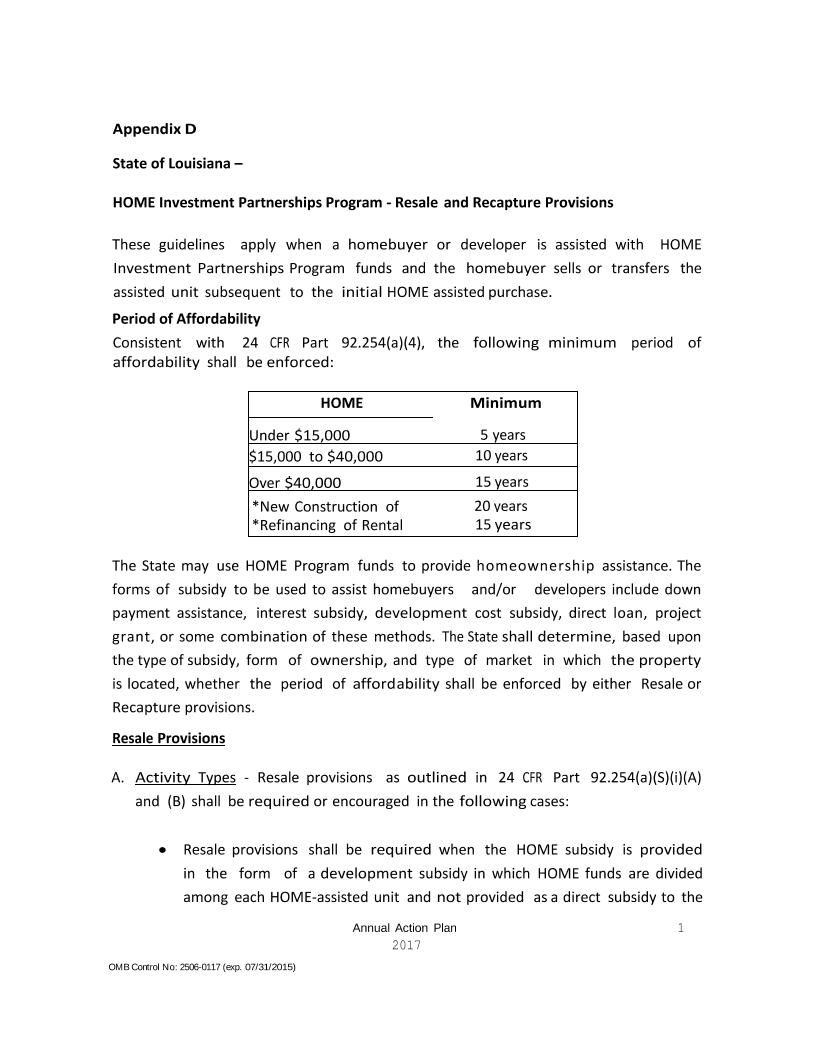 Appendix D
State of Louisiana –
HOME Investment Partnerships Program - Resale and Recapture Provisions
These guidelines apply when a homebuyer or developer is assisted with HOME
Investment Partnerships Program funds and the homebuyer sells or transfers the
assisted unit subsequent to the initial HOME assisted purchase.
Period of Affordability
Consistent with 24 CFR Part 92.254(a)(4), the following minimum period of
affordability shall be enforced:
HOME Minimum
Under $15,000 5 years
$15,000 to $40,000 10 years
Over $40,000 15 years
*New Construction of 20 years
*Refinancing of Rental 15 years
The State may use HOME Program funds to provide homeownership assistance. The
forms of subsidy to be used to assist homebuyers and/or developers include down
payment assistance, interest subsidy, development cost subsidy, direct loan, project
grant, or some combination of these methods. The State shall determine, based upon
the type of subsidy, form of ownership, and type of market in which the property
is located, whether the period of affordability shall be enforced by either Resale or
Recapture provisions.
Resale Provisions
A. Activity Types - Resale provisions as outlined in 24 CFR Part 92.254(a)(S)(i)(A)
and (B) shall be required or encouraged in the following cases:
• Resale provisions shall be required when the HOME subsidy is provided
in the form of a development subsidy in which HOME funds are divided
among each HOME-assisted unit and not provided as a direct subsidy to the
Annual Action Plan 1
2017
OMB Control No: 2506-0117 (exp. 07/31/2015)